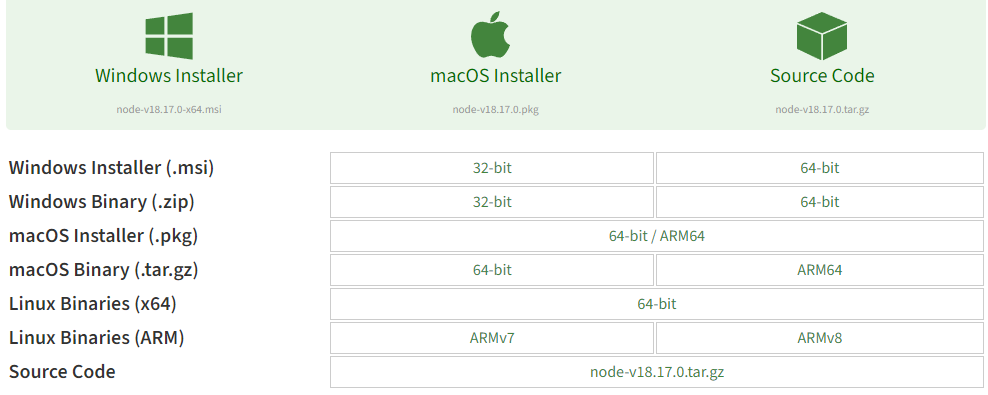 Windows Installer macOS Installer Source Code
node-v18.17.0-x64.msi node-v18.17.0.pkg node-v18.17.0.tar.gz
Windows Installer (.msi) 32-bit 64-bit
Windows Binary (.zip) 32-bit 64-bit
macOS Installer (.pkg) 64-bit / ARM64
macOS Binary (.tar.gz) 64-bit ARM64
Linux Binaries (x64) 64-bit
Linux Binaries (ARM) ARMv7 ARMv8
Source Code node-v18.17.0.tar.gz